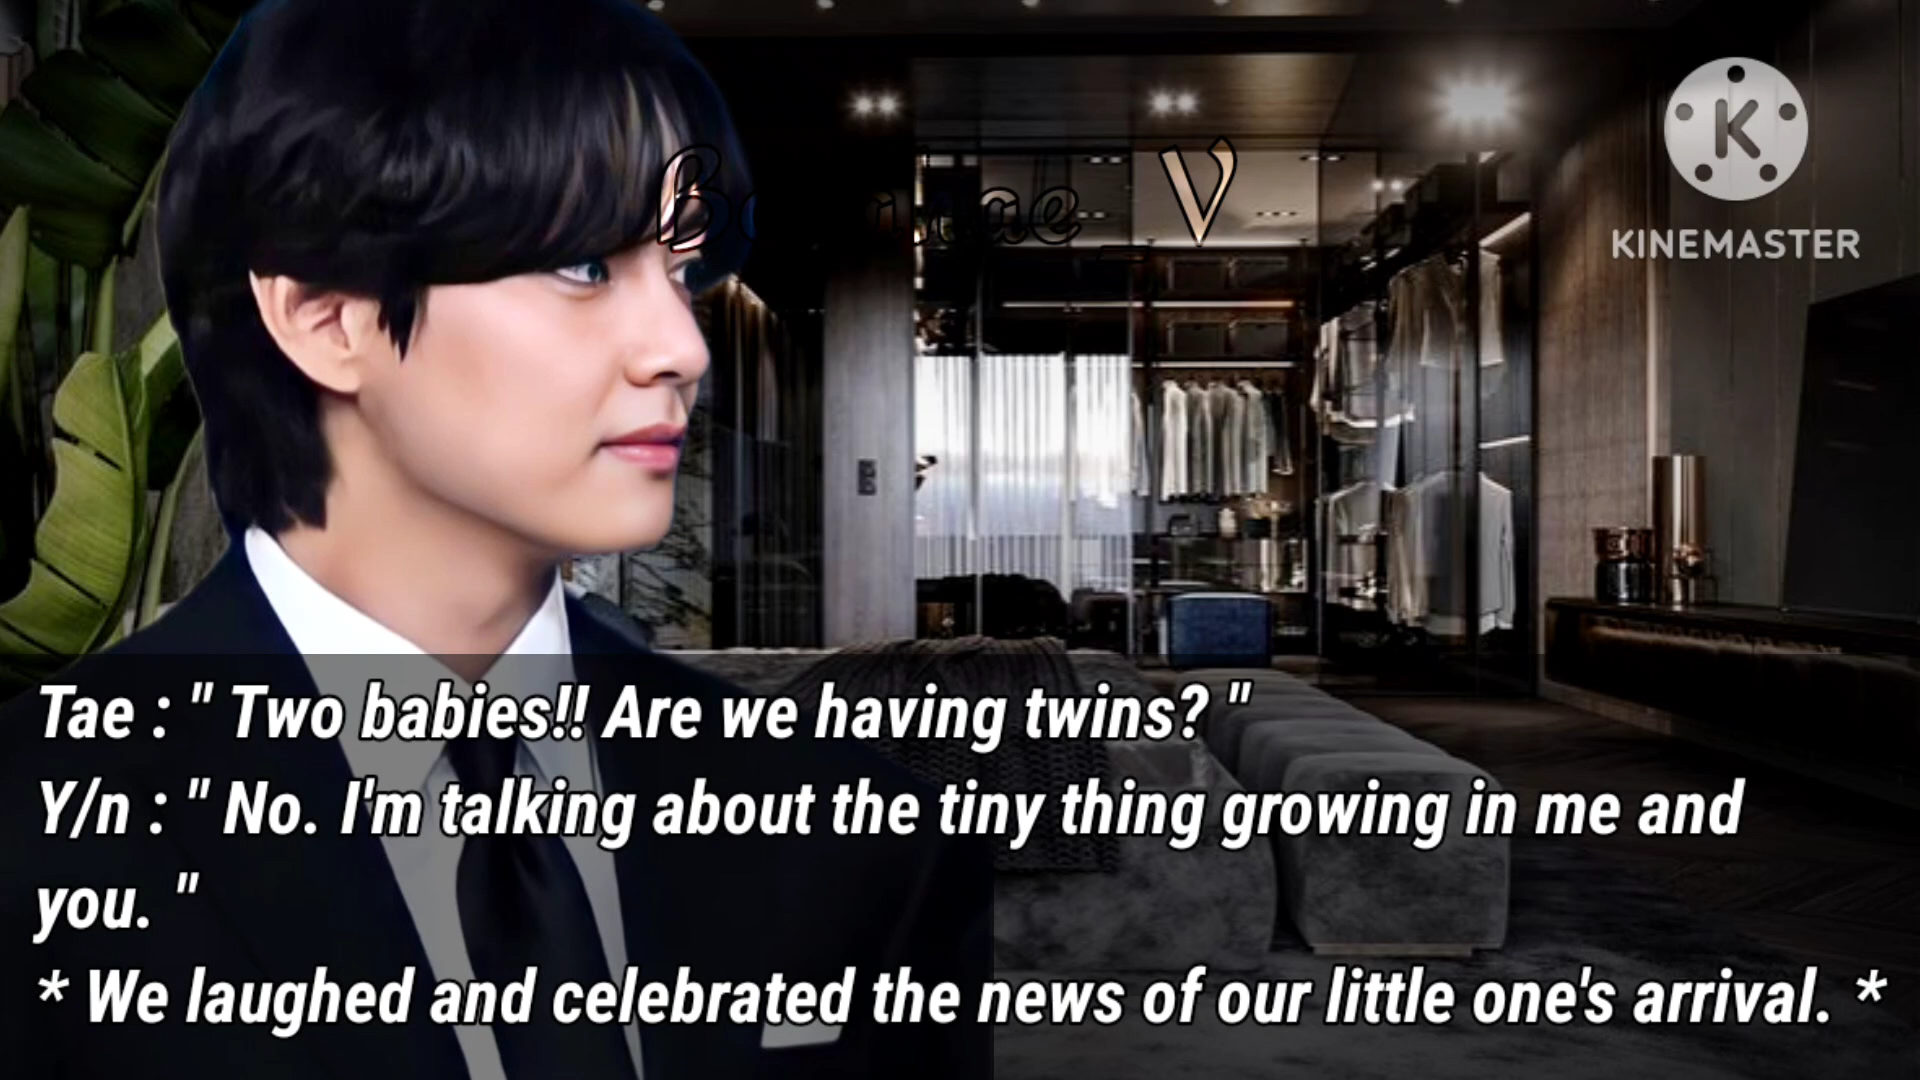 KINEMASTER
Tae : " Two babies!! Are we having twins? "
Y/n : " No. I'm talking about the tiny thing growing in me and
you. "
* We laughed and celebrated the news of our little one's arrival. *